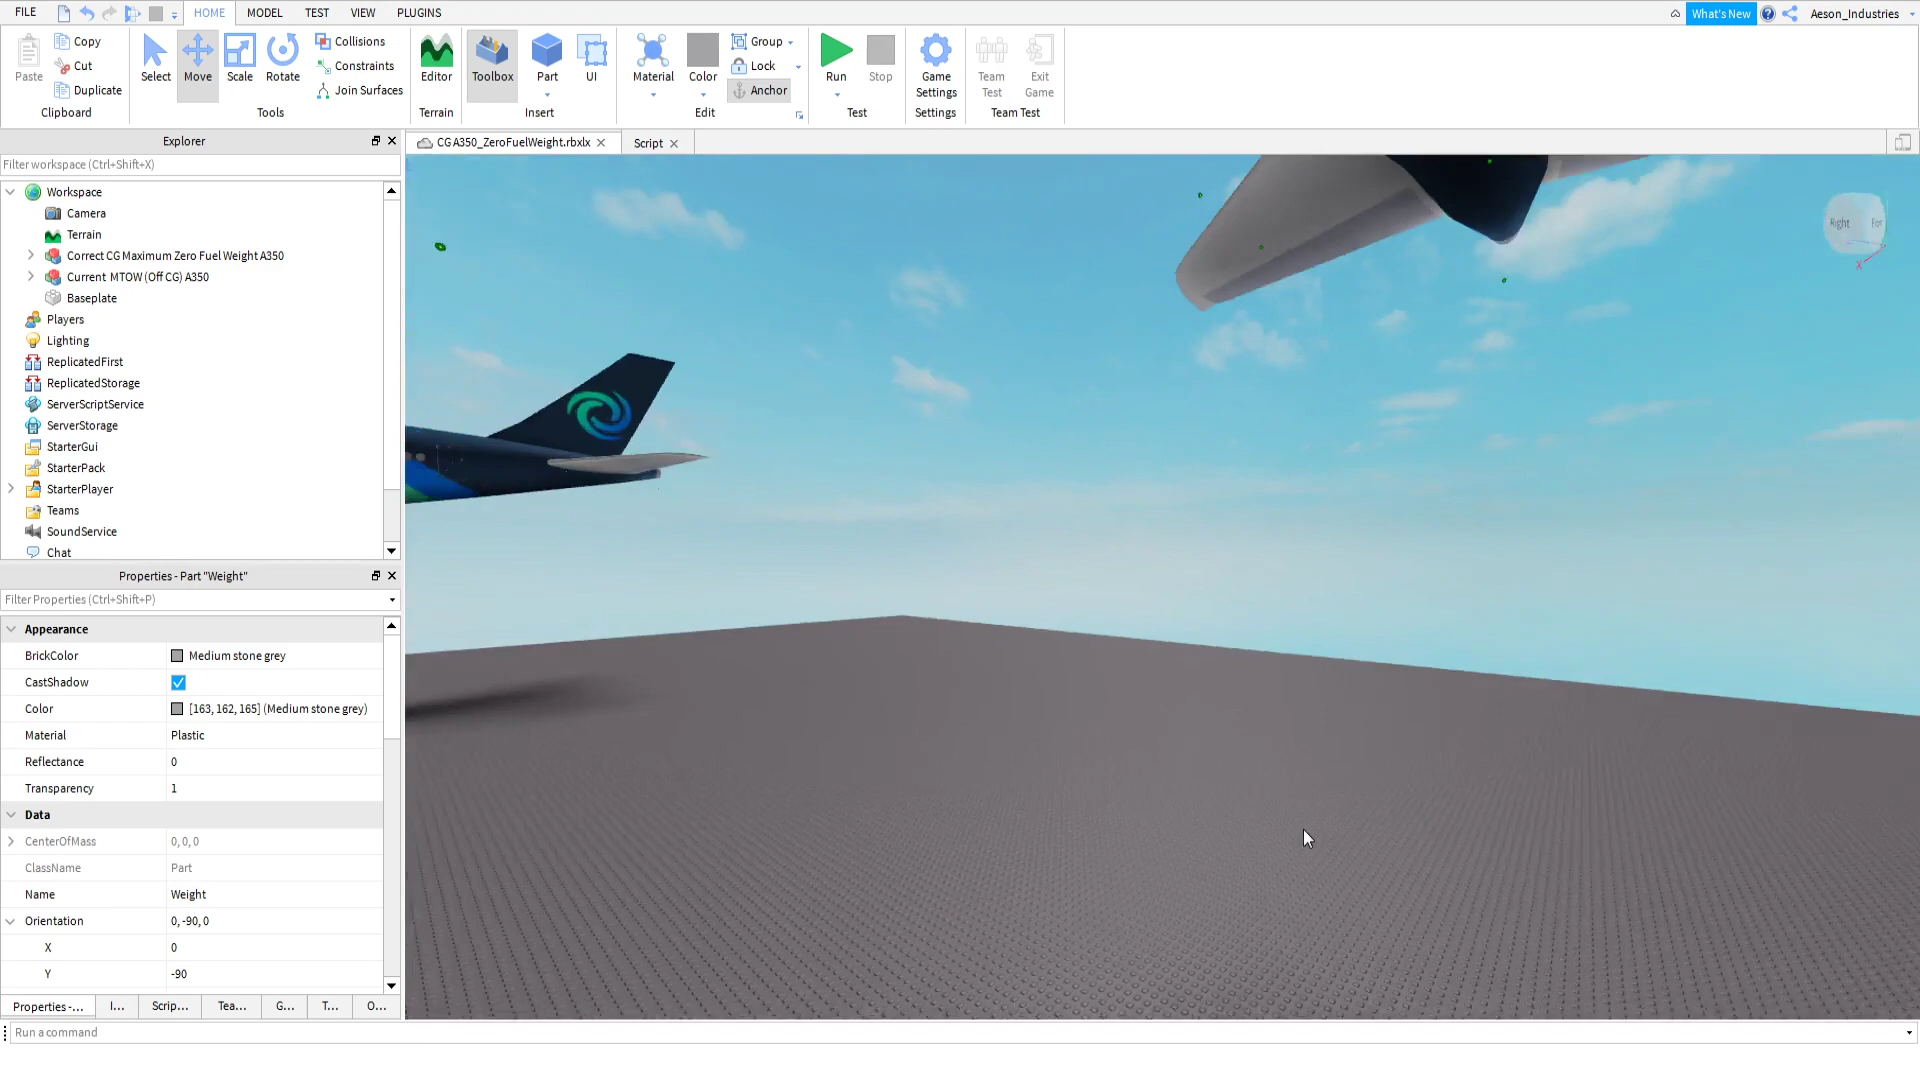 FILE
HOME
MODEL
TEST
VIEW
PLUGINS
What's New
Aeson_Industries
Paste
Copy
Cut
Duplicate
Clipboard
Select
Move
Scale
Rotate
Collisions
Constraints
Join Surfaces
Tools
Editor
Terrain
Toolbox
Part
UI
Insert
Material
Color
Group
Lock
Anchor
Edit
Run
Stop
Test
Game Settings
Settings
Team Test
Exit Game
Team Test
Explorer
Filter workspace (Ctrl+Shift+X)
Workspace
Camera
Terrain
Correct CG Maximum Zero Fuel Weight A350
Current MTOW (Off CG) A350
Baseplate
Players
Lighting
ReplicatedFirst
ReplicatedStorage
ServerScriptService
ServerStorage
StarterGui
StarterPack
StarterPlayer
Teams
SoundService
Chat
Properties - Part "Weight"
Filter Properties (Ctrl+Shift+P)
Appearance
BrickColor Medium stone grey
CastShadow
Color [163, 162, 165] (Medium stone grey)
Material Plastic
Reflectance 0
Transparency 1
Data
CenterOfMass 0, 0, 0
ClassName Part
Name Weight
Orientation 0, -90, 0
X 0
Y -90
Properties -...
I...
Scrip...
Tea...
G...
T...
O...
Run a command
CG A350_ZeroFuelWeight.rbxlx
Script
Right
X